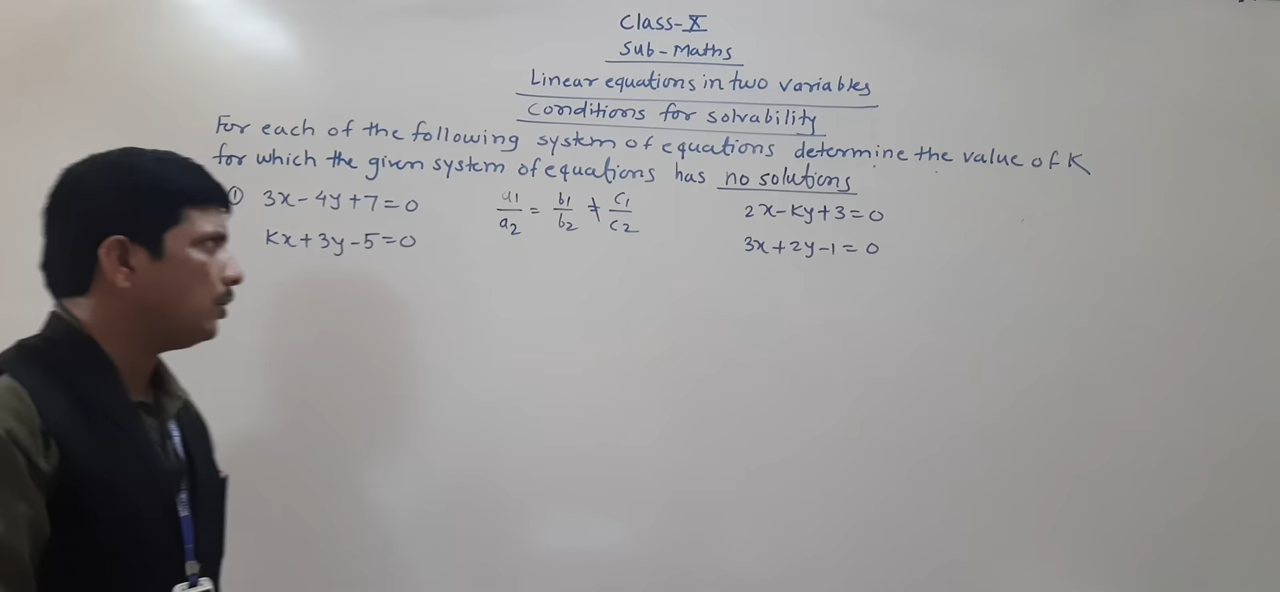 Class-X
Sub-Maths
Linear equations in two variables
Conditions for solvability
For each of the following system of equations determine the value of K
for which the given system of equations has no solutions
① 3x-4y+7=0
Kx+3y-5=0
a1/a2 = b1/b2 ≠ c1/c2
2x-Ky+3=0
3x+2y-1=0